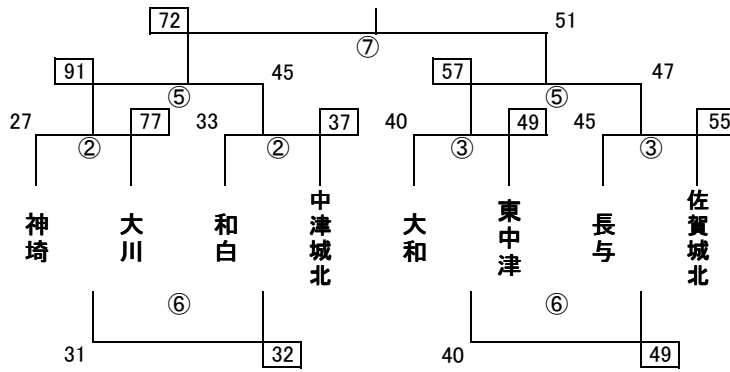 72 51
⑦
91 45 57 47
⑤ ⑤
27 77 33 37 40 49 45 55
② ② ③ ③
神埼 大川 和白 中津城北 大和 東中津 長与 佐賀城北
⑥ ⑥
31 32 40 49